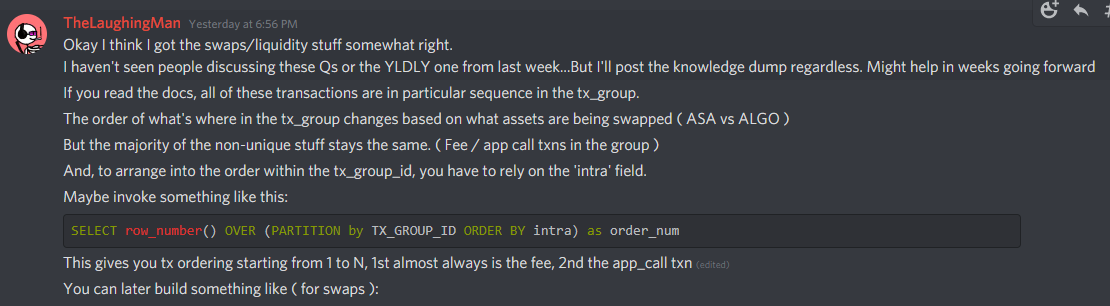 TheLaughingMan Yesterday at 6:56 PM
Okay I think I got the swaps/liquidity stuff somewhat right.
I haven't seen people discussing these Qs or the YLDLY one from last week...But I'll post the knowledge dump regardless. Might help in weeks going forward
If you read the docs, all of these transactions are in particular sequence in the tx_group.
The order of what's where in the tx_group changes based on what assets are being swapped ( ASA vs ALGO )
But the majority of the non-unique stuff stays the same. ( Fee / app call txns in the group )
And, to arrange into the order within the tx_group_id, you have to rely on the 'intra' field.
Maybe invoke something like this:
SELECT row_number() OVER (PARTITION by TX_GROUP_ID ORDER BY intra) as order_num
This gives you tx ordering starting from 1 to N, 1st almost always is the fee, 2nd the app_call txn (edited)
You can later build something like ( for swaps ):